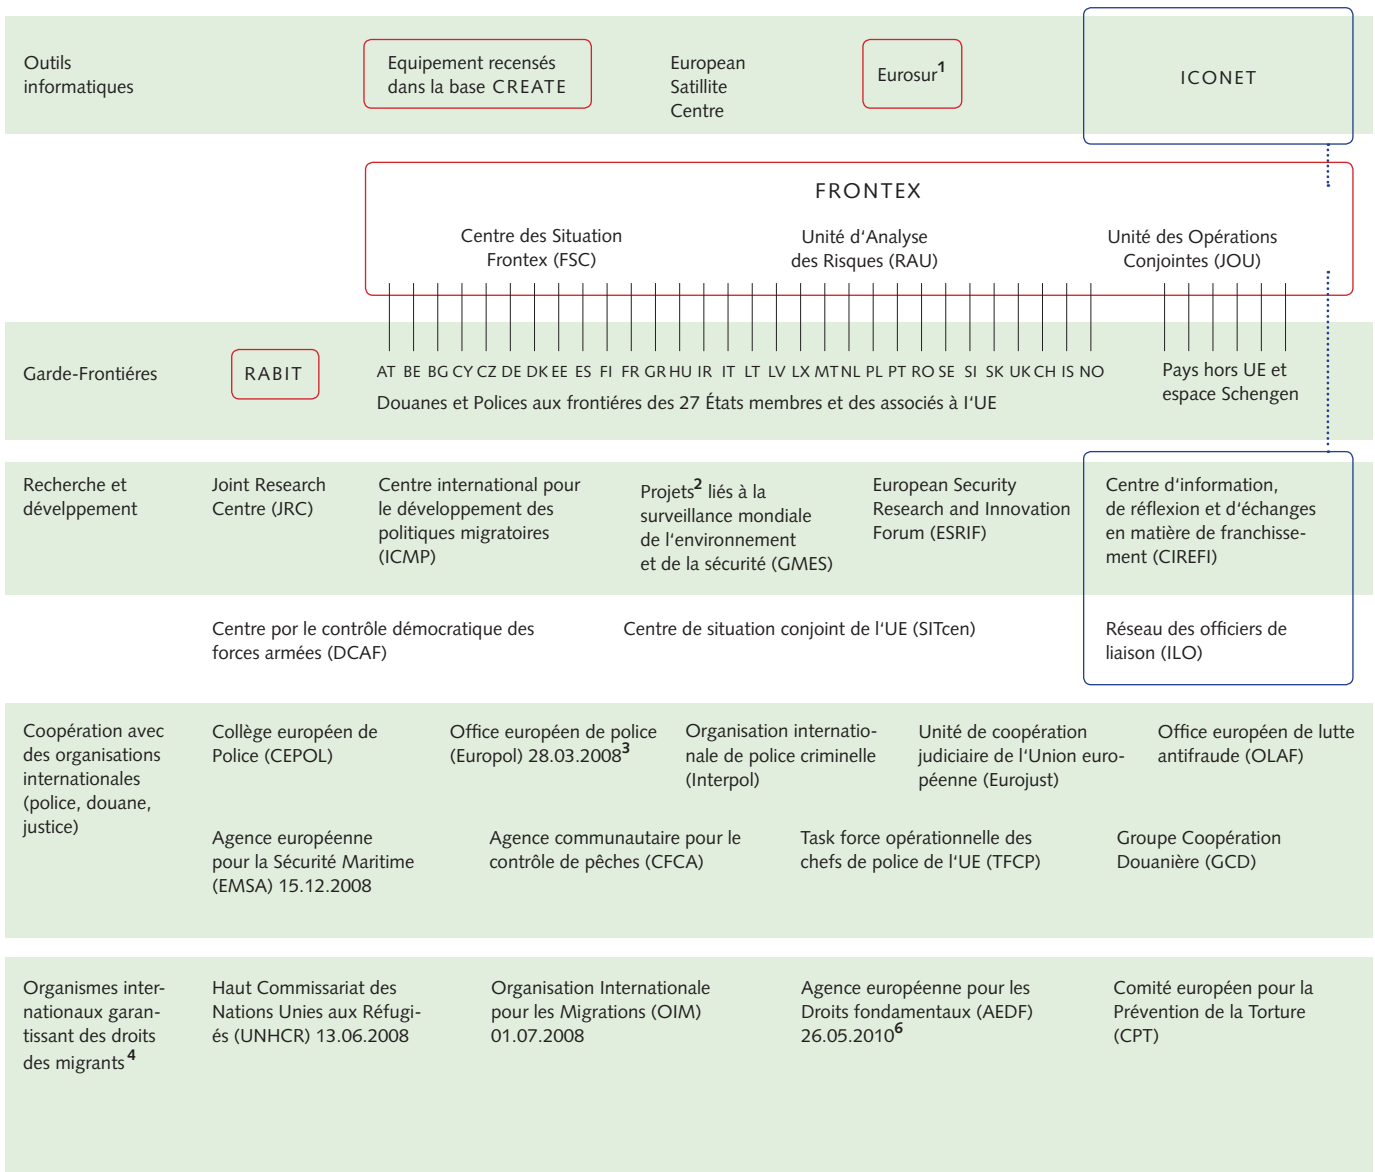 Outils
informatiques
Equipement recensés
dans la base CREATE
European
Satillite
Centre
Eurosur1
ICONET
FRONTEX
Centre des Situation
Frontex (FSC)
Unité d‘Analyse
des Risques (RAU)
Unité des Opérations
Conjointes (JOU)
Garde-Frontiéres
RABIT
AT BE BG CY CZ DE DK EE ES FI FR GR HU IR IT LT LV LX MT NL PL PT RO SE SI SK UK CH IS NO
Douanes et Polices aux frontiéres des 27 États membres et des associés à l‘UE
Pays hors UE et
espace Schengen
Recherche et
dévelppement
Joint Research
Centre (JRC)
Centre international pour
le développement des
politiques migratoires
(ICMP)
Projets2 liés à la
surveillance mondiale
de l‘environnement
et de la sécurité (GMES)
European Security
Research and Innovation
Forum (ESRIF)
Centre d‘information,
de réflexion et d‘échanges
en matière de franchisse-
ment (CIREFI)
Centre por le contrôle démocratique des
forces armées (DCAF)
Centre de situation conjoint de l‘UE (SITcen)
Réseau des officiers de
liaison (ILO)
Coopération avec
des organisations
internationales
(police, douane,
justice)
Collège européen de
Police (CEPOL)
Office européen de police
(Europol) 28.03.20083
Organisation internatio-
nale de police criminelle
(Interpol)
Unité de coopération
judiciaire de l‘Union euro-
péenne (Eurojust)
Office européen de lutte
antifraude (OLAF)
Agence européenne
pour la Sécurité Maritime
(EMSA) 15.12.2008
Agence communautaire pour le
contrôle de pêches (CFCA)
Task force opérationnelle des
chefs de police de l‘UE (TFCP)
Groupe Coopération
Douanière (GCD)
Organismes inter-
nationaux garan-
tissant des droits
des migrants4
Haut Commissariat des
Nations Unies aux Réfugi-
és (UNHCR) 13.06.2008
Organisation Internationale
pour les Migrations (OIM)
01.07.2008
Agence européenne pour les
Droits fondamentaux (AEDF)
26.05.20106
Comité européen pour la
Prévention de la Torture
(CPT)